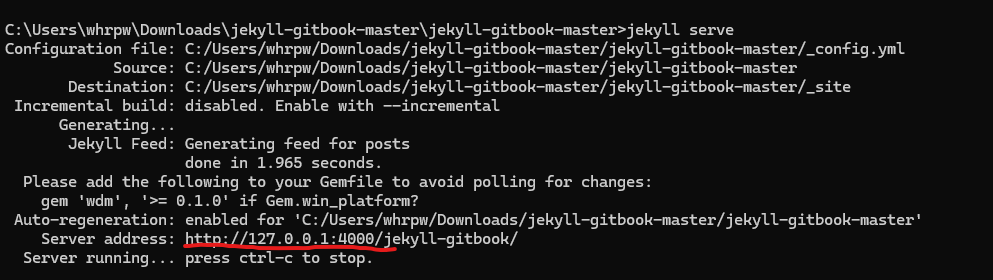 C:\Users\whrpw\Downloads\jekyll-gitbook-master\jekyll-gitbook-master>jekyll serve
Configuration file: C:/Users/whrpw/Downloads/jekyll-gitbook-master/jekyll-gitbook-master/_config.yml
Source: C:/Users/whrpw/Downloads/jekyll-gitbook-master/jekyll-gitbook-master
Destination: C:/Users/whrpw/Downloads/jekyll-gitbook-master/jekyll-gitbook-master/_site
Incremental build: disabled. Enable with --incremental
Generating...
Jekyll Feed: Generating feed for posts
done in 1.965 seconds.
Please add the following to your Gemfile to avoid polling for changes:
gem 'wdm', '>= 0.1.0' if Gem.win_platform?
Auto-regeneration: enabled for 'C:/Users/whrpw/Downloads/jekyll-gitbook-master/jekyll-gitbook-master'
Server address: http://127.0.0.1:4000/jekyll-gitbook/
Server running... press ctrl-c to stop.